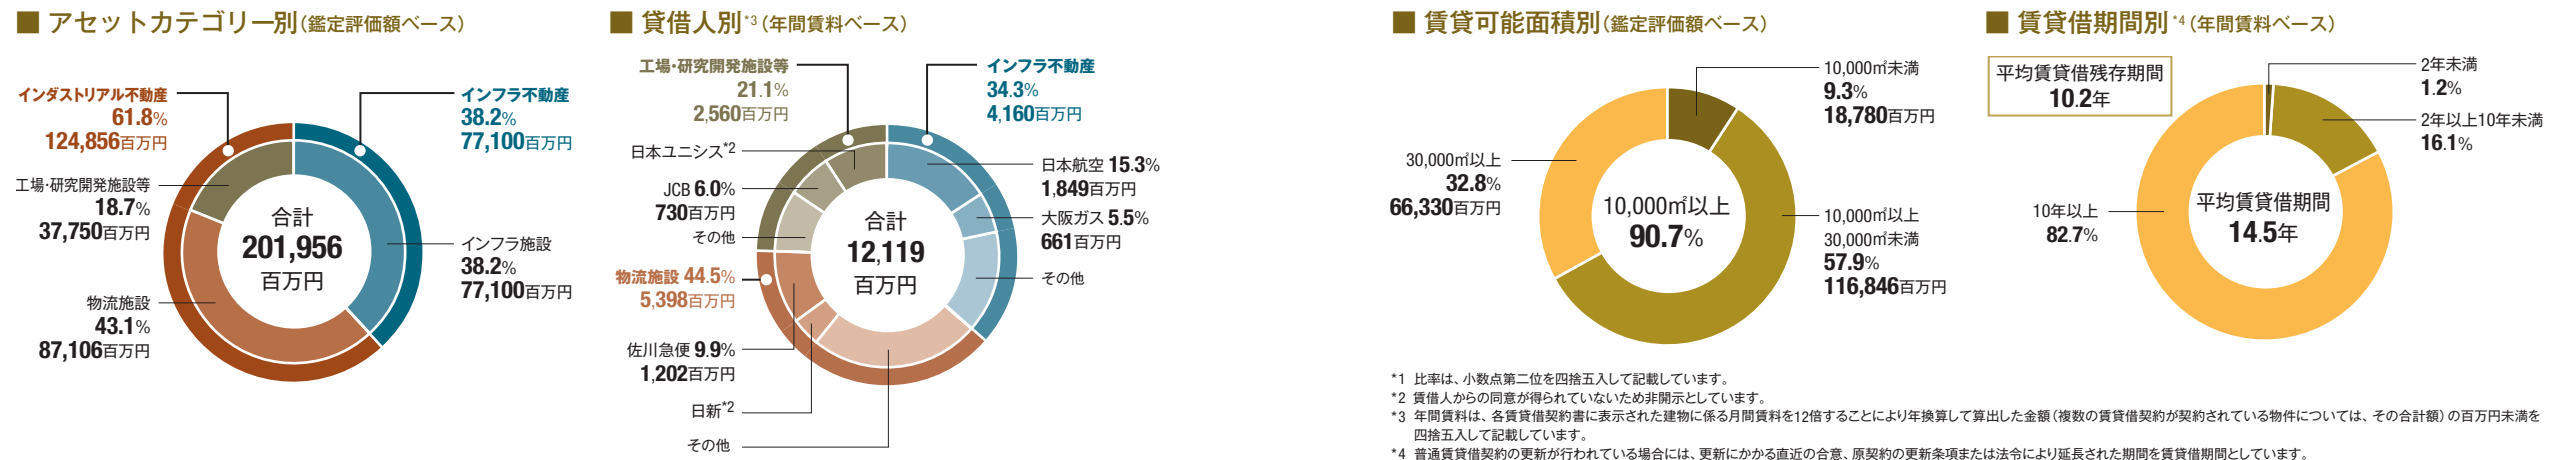 ■ アセットカテゴリー別(鑑定評価額ベース)
インダストリアル不動産
61.8%
124,856百万円
インフラ不動産
38.2%
77,100百万円
工場・研究開発施設等
18.7%
37,750百万円
合計
201,956
百万円
インフラ施設
38.2%
77,100百万円
物流施設
43.1%
87,106百万円
■ 貸借人別*3(年間賃料ベース)
工場・研究開発施設等
21.1%
2,560百万円
インフラ不動産
34.3%
4,160百万円
日本ユニシス*2
JCB 6.0%
730百万円
その他
物流施設 44.5%
5,398百万円
佐川急便 9.9%
1,202百万円
日新*2
その他
合計
12,119
百万円
日本航空 15.3%
1,849百万円
大阪ガス 5.5%
661百万円
その他
■ 賃貸可能面積別(鑑定評価額ベース)
10,000㎡未満
9.3%
18,780百万円
30,000㎡以上
32.8%
66,330百万円
10,000㎡以上
90.7%
10,000㎡以上
30,000㎡未満
57.9%
116,846百万円
■ 賃貸借期間別*4(年間賃料ベース)
平均賃貸借残存期間
10.2年
2年未満
1.2%
2年以上10年未満
16.1%
10年以上
82.7%
平均賃貸借期間
14.5年
*1 比率は、小数点第二位を四捨五入して記載しています。
*2 賃借人からの同意が得られていないため非開示としています。
*3 年間賃料は、各賃貸借契約書に表示された建物に係る月間賃料を12倍することにより年換算して算出した金額(複数の賃貸借契約が契約されている物件については、その合計額)の百万円未満を
四捨五入して記載しています。
*4 普通賃貸借契約の更新が行われている場合には、更新にかかる直近の合意、原契約の更新条項または法令により延長された期間を賃貸借期間としています。